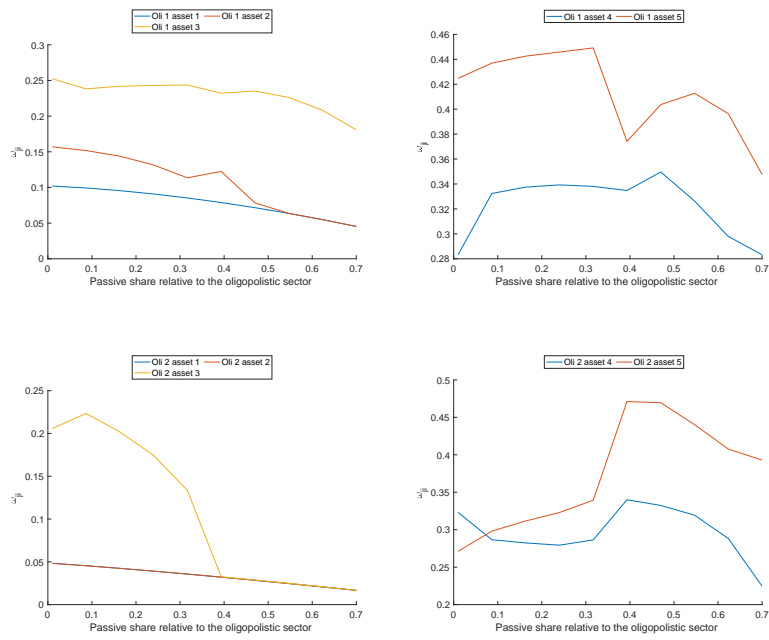 Oli 1 asset 1 Oli 1 asset 2
Oli 1 asset 3
0.3
0.25
0.2
0.15
0.1
0.05
0
ω_ji
0 0.1 0.2 0.3 0.4 0.5 0.6 0.7
Passive share relative to the oligopolistic sector
Oli 1 asset 4 Oli 1 asset 5
0.46
0.44
0.42
0.4
0.38
0.36
0.34
0.32
0.3
0.28
ω_ji
0 0.1 0.2 0.3 0.4 0.5 0.6 0.7
Passive share relative to the oligopolistic sector
Oli 2 asset 1 Oli 2 asset 2
Oli 2 asset 3
0.25
0.2
0.15
0.1
0.05
0
ω_ji
0 0.1 0.2 0.3 0.4 0.5 0.6 0.7
Passive share relative to the oligopolistic sector
Oli 2 asset 4 Oli 2 asset 5
0.5
0.45
0.4
0.35
0.3
0.25
0.2
ω_ji
0 0.1 0.2 0.3 0.4 0.5 0.6 0.7
Passive share relative to the oligopolistic sector